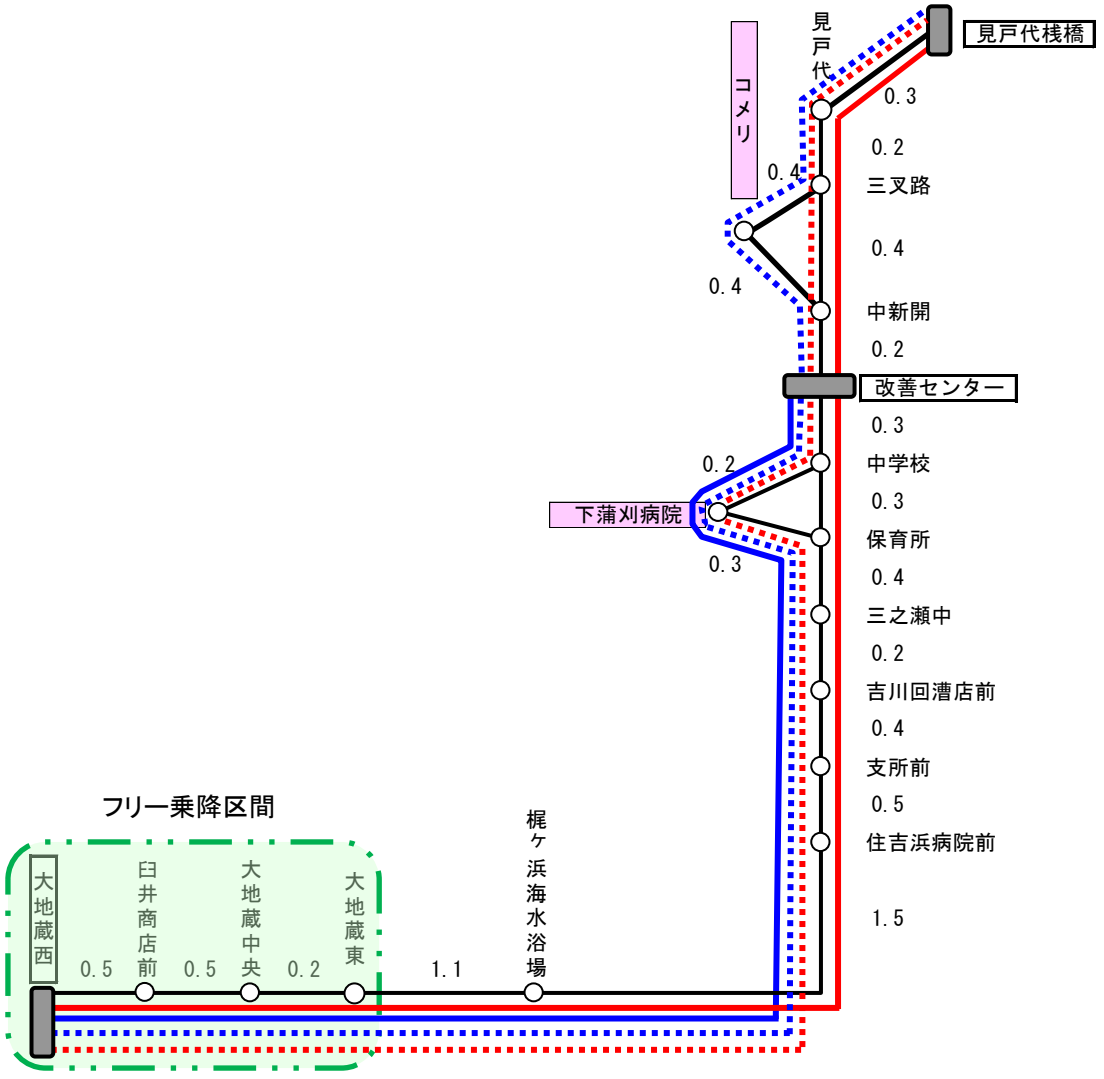 見戸代桟橋
見戸代
コメリ
0.3
0.2
0.4
三叉路
0.4
0.4
中新開
0.2
改善センター
0.3
0.2
中学校
0.3
下蒲刈病院
保育所
0.3
0.4
三之瀬中
0.2
吉川回漕店前
0.4
支所前
0.5
住吉浜病院前
1.5
フリー乗降区間
大地蔵西
臼井商店前
大地蔵中央
大地蔵東
梶ヶ浜海水浴場
0.5
0.5
0.2
1.1